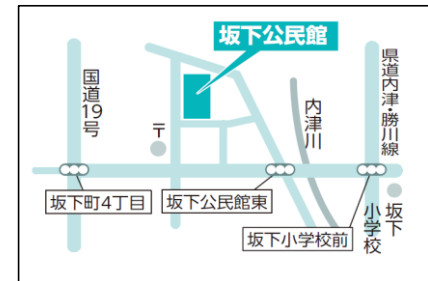 坂下公民館
国道19号
〒
内津川
県道内津・勝川線
坂下町4丁目
坂下公民館東
坂下小学校前
坂下
小学校